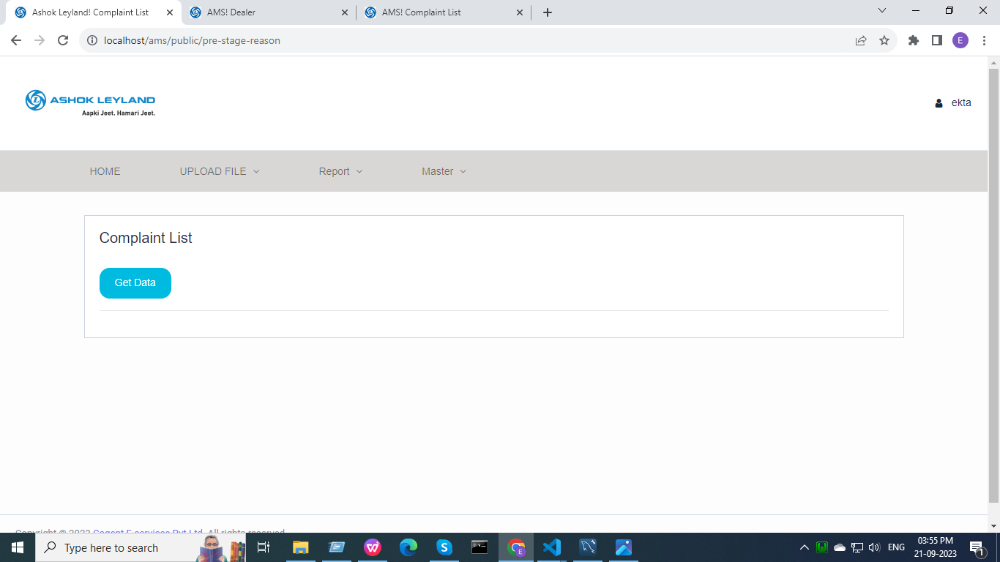 Ashok Leyland! Complaint List
AMS! Dealer
AMS! Complaint List
localhost/ams/public/pre-stage-reason
E
ASHOK LEYLAND
Aapki Jeet. Hamari Jeet.
ekta
HOME
UPLOAD FILE
Report
Master
Complaint List
Get Data
Copyright © 2023 Cogent E services Pvt Ltd. All rights reserved.
Type here to search
ENG
03:55 PM
21-09-2023
1